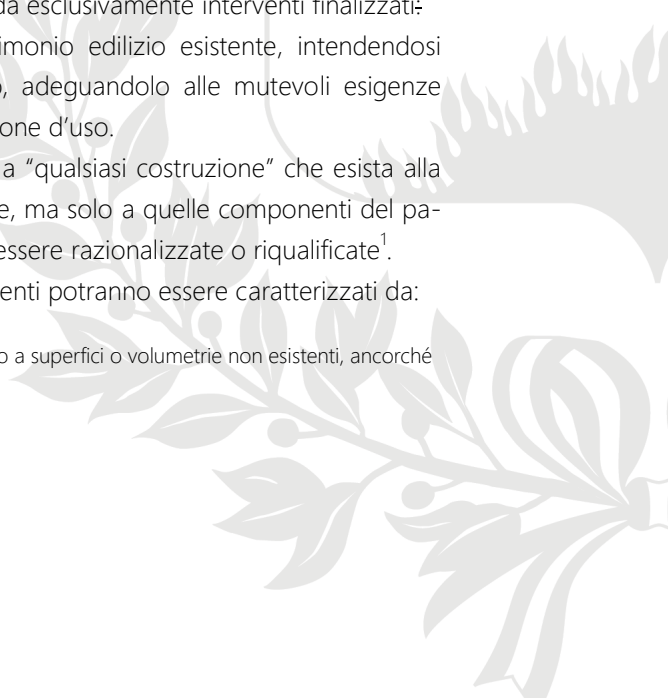 da esclusivamente interventi finalizzati:
imonio edilizio esistente, intendendosi
o, adeguandolo alle mutevoli esigenze
one d’uso.
a “qualsiasi costruzione” che esista alla
e, ma solo a quelle componenti del pa-
essere razionalizzate o riqualificate¹.
enti potranno essere caratterizzati da:
o a superfici o volumetrie non esistenti, ancorché